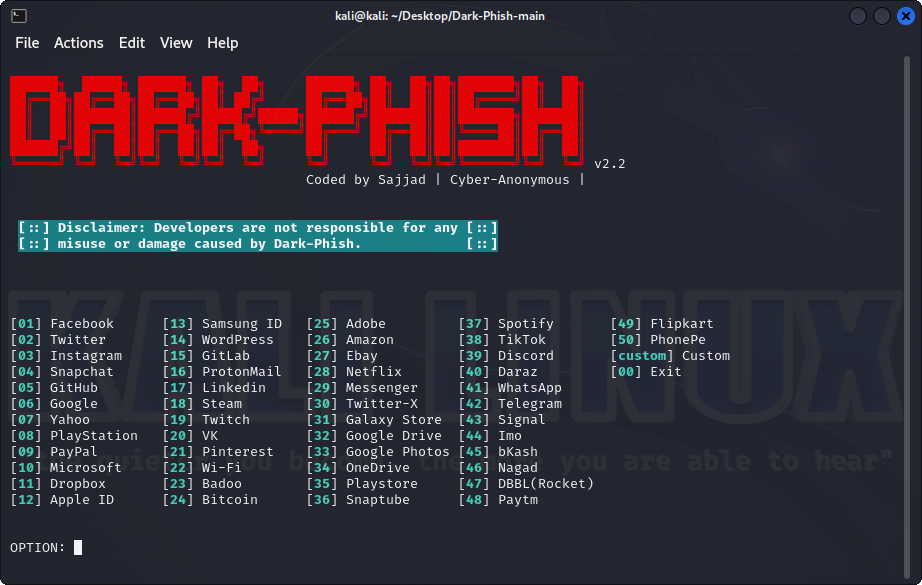 kali@kali: ~/Desktop/Dark-Phish-main
File Actions Edit View Help
DARK-PHISH v2.2
Coded by Sajjad | Cyber-Anonymous |
[::] Disclaimer: Developers are not responsible for any [::]
[::] misuse or damage caused by Dark-Phish. [::]
KALI LINUX
[01] Facebook [13] Samsung ID [25] Adobe [37] Spotify [49] Flipkart
[02] Twitter [14] WordPress [26] Amazon [38] TikTok [50] PhonePe
[03] Instagram [15] GitLab [27] Ebay [39] Discord [custom] Custom
[04] Snapchat [16] ProtonMail [28] Netflix [40] Daraz [00] Exit
[05] GitHub [17] Linkedin [29] Messenger [41] WhatsApp
[06] Google [18] Steam [30] Twitter-X [42] Telegram
[07] Yahoo [19] Twitch [31] Galaxy Store [43] Signal
[08] PlayStation [20] VK [32] Google Drive [44] Imo
[09] PayPal [21] Pinterest [33] Google Photos [45] bKash
[10] Microsoft [22] Wi-Fi [34] OneDrive [46] Nagad
[11] Dropbox [23] Badoo [35] Playstore [47] DBBL(Rocket)
[12] Apple ID [24] Bitcoin [36] Snaptube [48] Paytm
you are able to hear"
OPTION: